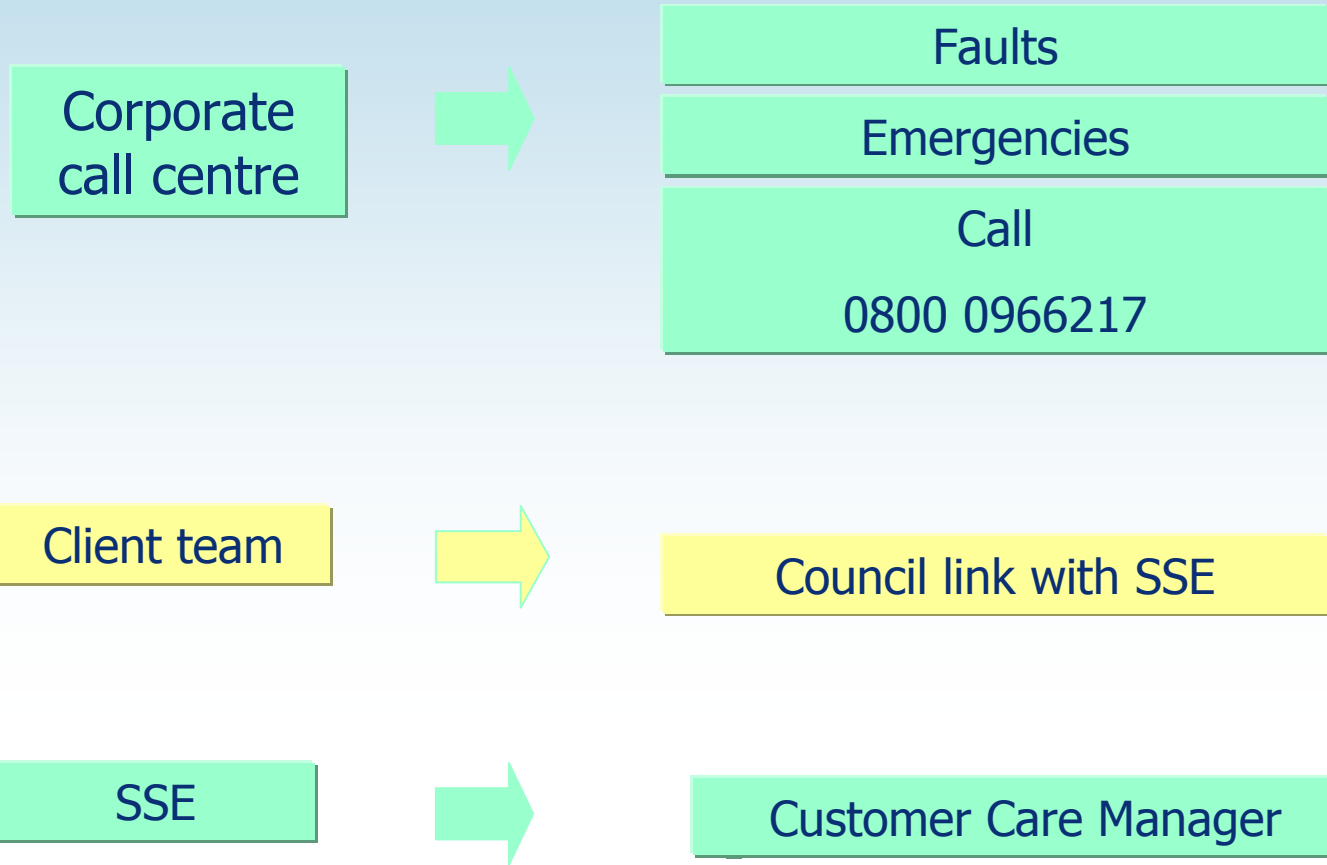 Corporate
call centre
Faults
Emergencies
Call
0800 0966217
Client team
Council link with SSE
SSE
Customer Care Manager